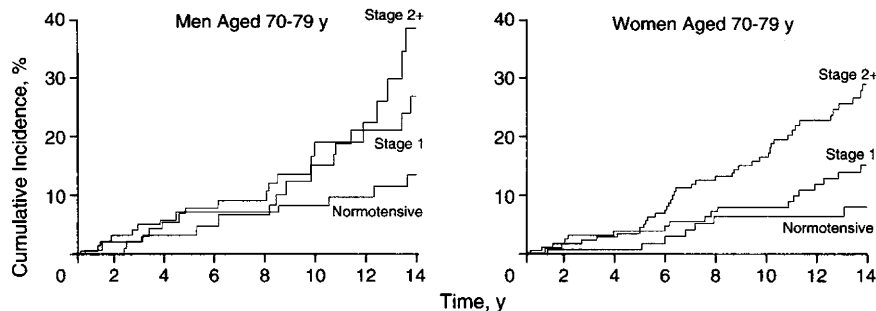 Men Aged 70-79 y
Cumulative Incidence, %
40
30
20
10
0
2
4
6
8
10
12
14
Stage 2+
Stage 1
Normotensive
Women Aged 70-79 y
40
30
20
10
0
2
4
6
8
10
12
14
Stage 2+
Stage 1
Normotensive
Time, y